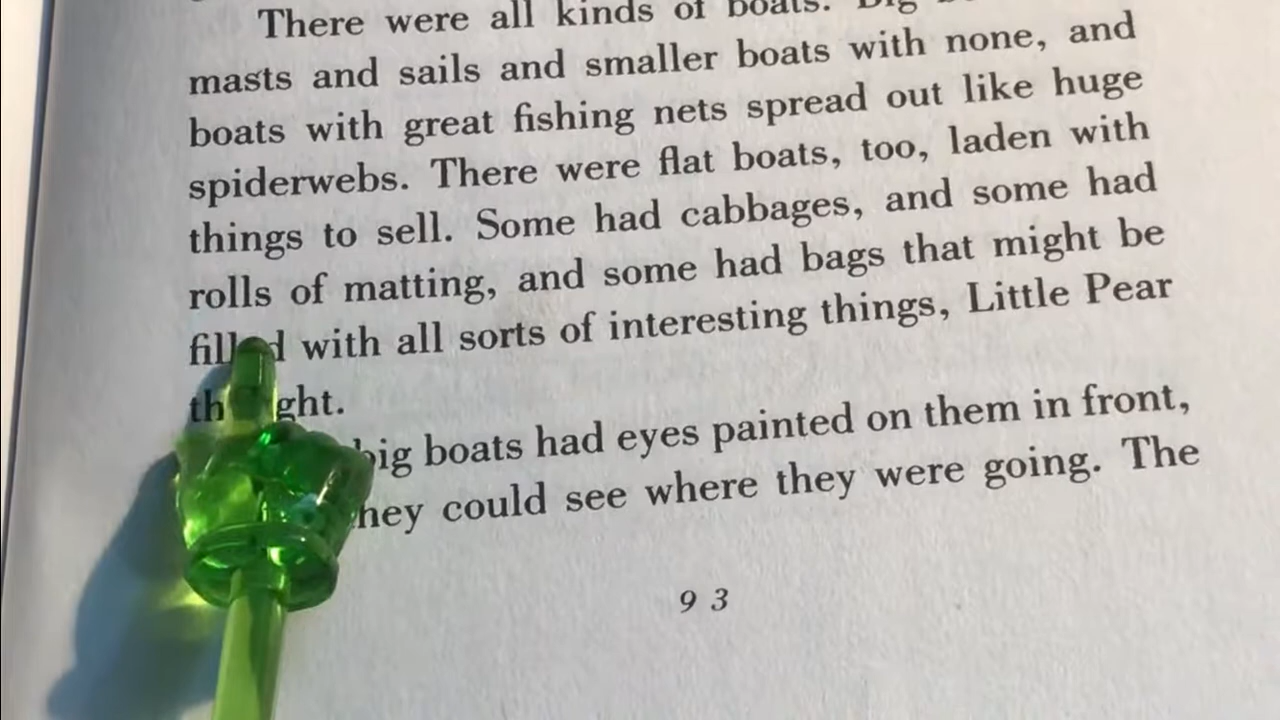 There were all kinds of boats.
masts and sails and smaller boats with none, and
boats with great fishing nets spread out like huge
spiderwebs. There were flat boats, too, laden with
things to sell. Some had cabbages, and some had
rolls of matting, and some had bags that might be
filled with all sorts of interesting things, Little Pear
thought.
big boats had eyes painted on them in front,
they could see where they were going. The
93